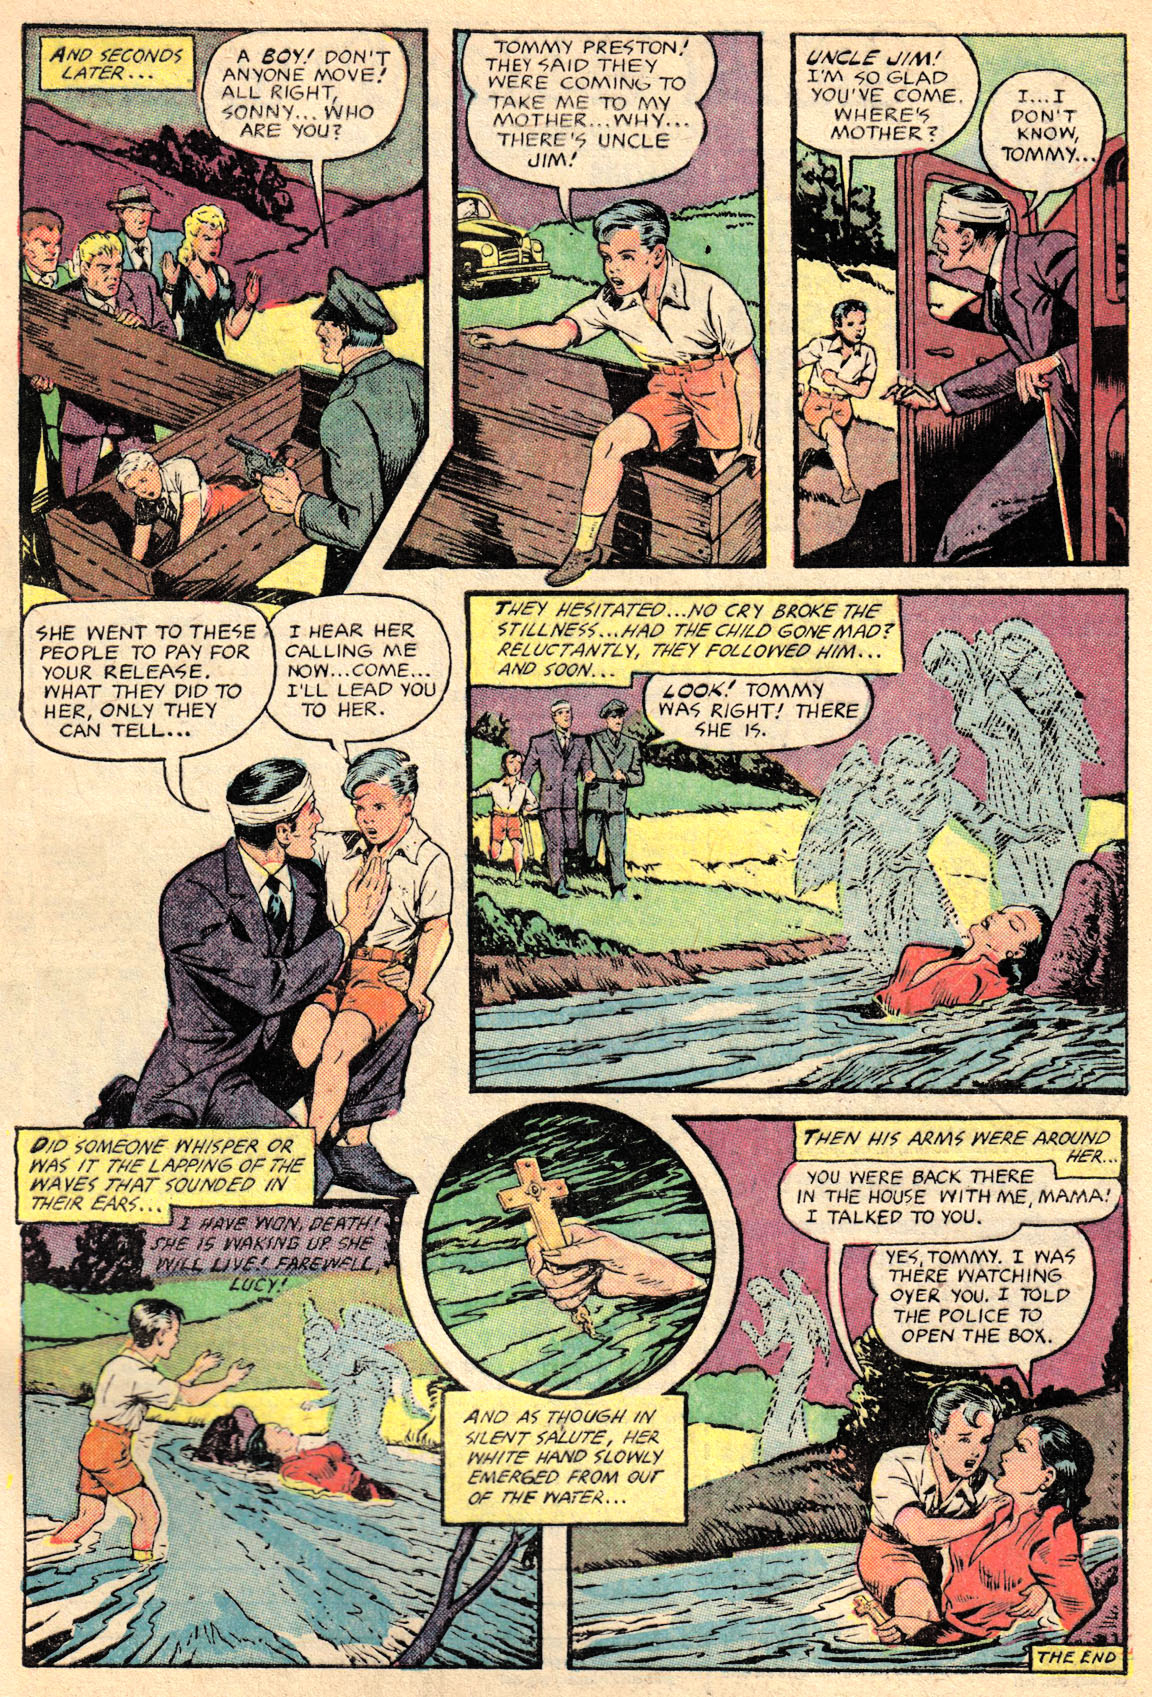 AND SECONDS
LATER...
A BOY! DON'T
ANYONE MOVE!
ALL RIGHT,
SONNY... WHO
ARE YOU?
TOMMY PRESTON!
THEY SAID THEY
WERE COMING TO
TAKE ME TO MY
MOTHER...WHY...
THERE'S UNCLE
JIM!
UNCLE JIM!
I'M SO GLAD
YOU'VE COME.
WHERE'S
MOTHER?
I...I
DON'T
KNOW,
TOMMY...
SHE WENT TO THESE
PEOPLE TO PAY FOR
YOUR RELEASE.
WHAT THEY DID TO
HER, ONLY THEY
CAN TELL...
I HEAR HER
CALLING ME
NOW...COME...
I'LL LEAD YOU
TO HER.
THEY HESITATED...NO CRY BROKE THE
STILLNESS...HAD THE CHILD GONE MAD?
RELUCTANTLY, THEY FOLLOWED HIM...
AND SOON...
LOOK! TOMMY
WAS RIGHT! THERE
SHE IS.
DID SOMEONE WHISPER OR
WAS IT THE LAPPING OF THE
WAVES THAT SOUNDED IN
THEIR EARS...
I HAVE WON, DEATH!
SHE IS WAKING UP. SHE
WILL LIVE! FAREWELL,
LUCY!
AND AS THOUGH IN
SILENT SALUTE, HER
WHITE HAND SLOWLY
EMERGED FROM OUT
OF THE WATER...
THEN HIS ARMS WERE AROUND
HER...
YOU WERE BACK THERE
IN THE HOUSE WITH ME, MAMA!
I TALKED TO YOU.
YES, TOMMY. I WAS
THERE WATCHING
OVER YOU. I TOLD
THE POLICE TO
OPEN THE BOX.
THE END